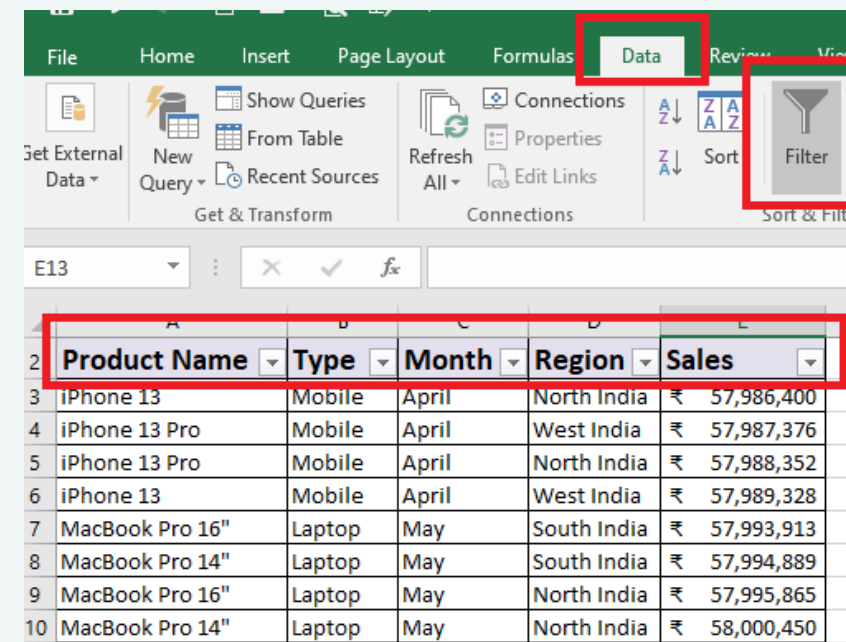 File Home Insert Page Layout Formulas Data Review View
Show Queries Connections
From Table Properties
Get External Data New Query Recent Sources Refresh All Edit Links Sort Filter
Get & Transform Connections Sort & Filt
E13 fx
2 Product Name Type Month Region Sales
3 iPhone 13 Mobile April North India ₹ 57,986,400
4 iPhone 13 Pro Mobile April West India ₹ 57,987,376
5 iPhone 13 Pro Mobile April North India ₹ 57,988,352
6 iPhone 13 Mobile April West India ₹ 57,989,328
7 MacBook Pro 16" Laptop May South India ₹ 57,993,913
8 MacBook Pro 14" Laptop May South India ₹ 57,994,889
9 MacBook Pro 16" Laptop May North India ₹ 57,995,865
10 MacBook Pro 14" Laptop May North India ₹ 58,000,450